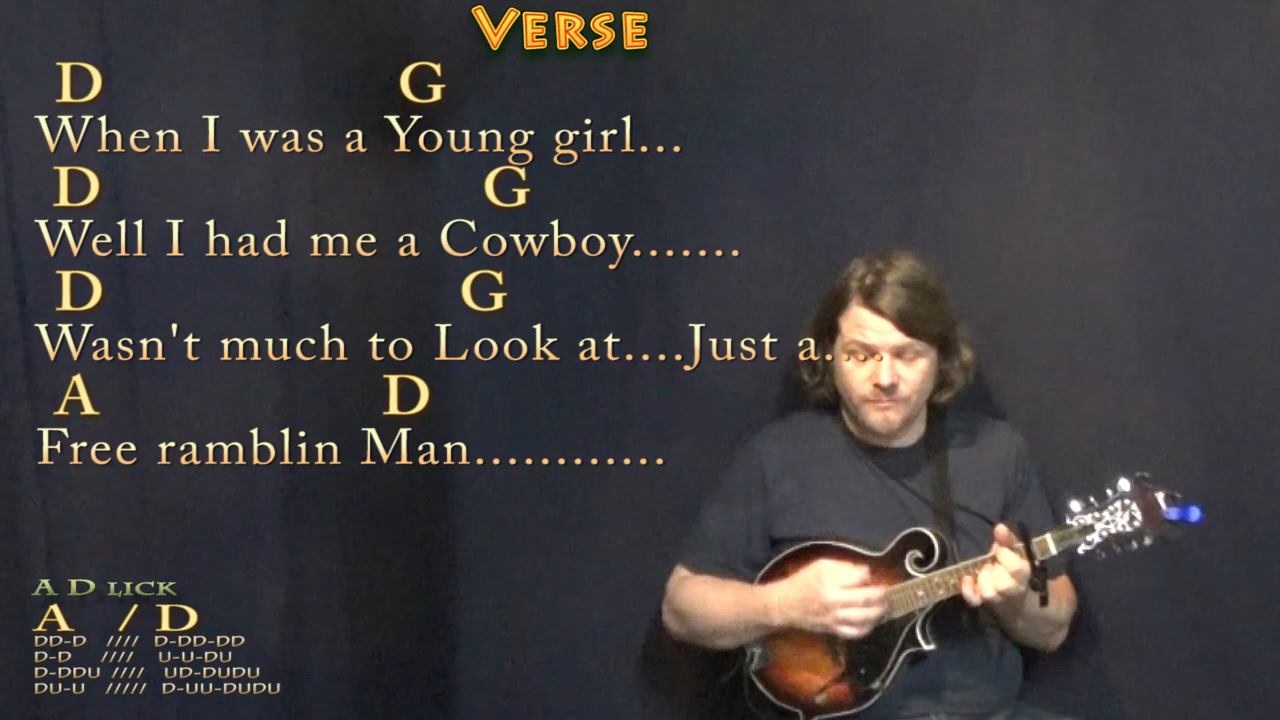 VERSE
D G
When I was a Young girl...
D G
Well I had me a Cowboy.......
D G
Wasn't much to Look at....Just a....
A D
Free ramblin Man............
A D LICK
A / D
DD-D //// D-DD-DD
D-D //// U-U-DU
D-DDU //// UD-DUDU
DU-U ///// D-UU-DUDU